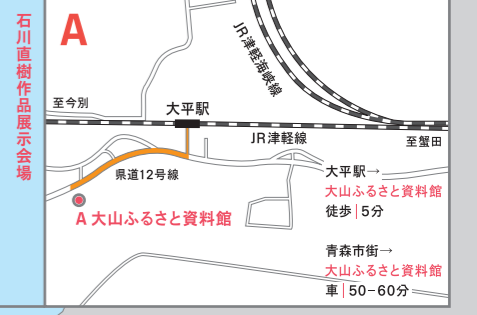 石川直樹作品展示会場
A
JR津軽海峡線
至今別
大平駅
JR津軽線
至蟹田
県道12号線
A 大山ふるさと資料館
大平駅→
大山ふるさと資料館
徒歩|5分
青森市街→
大山ふるさと資料館
車|50−60分